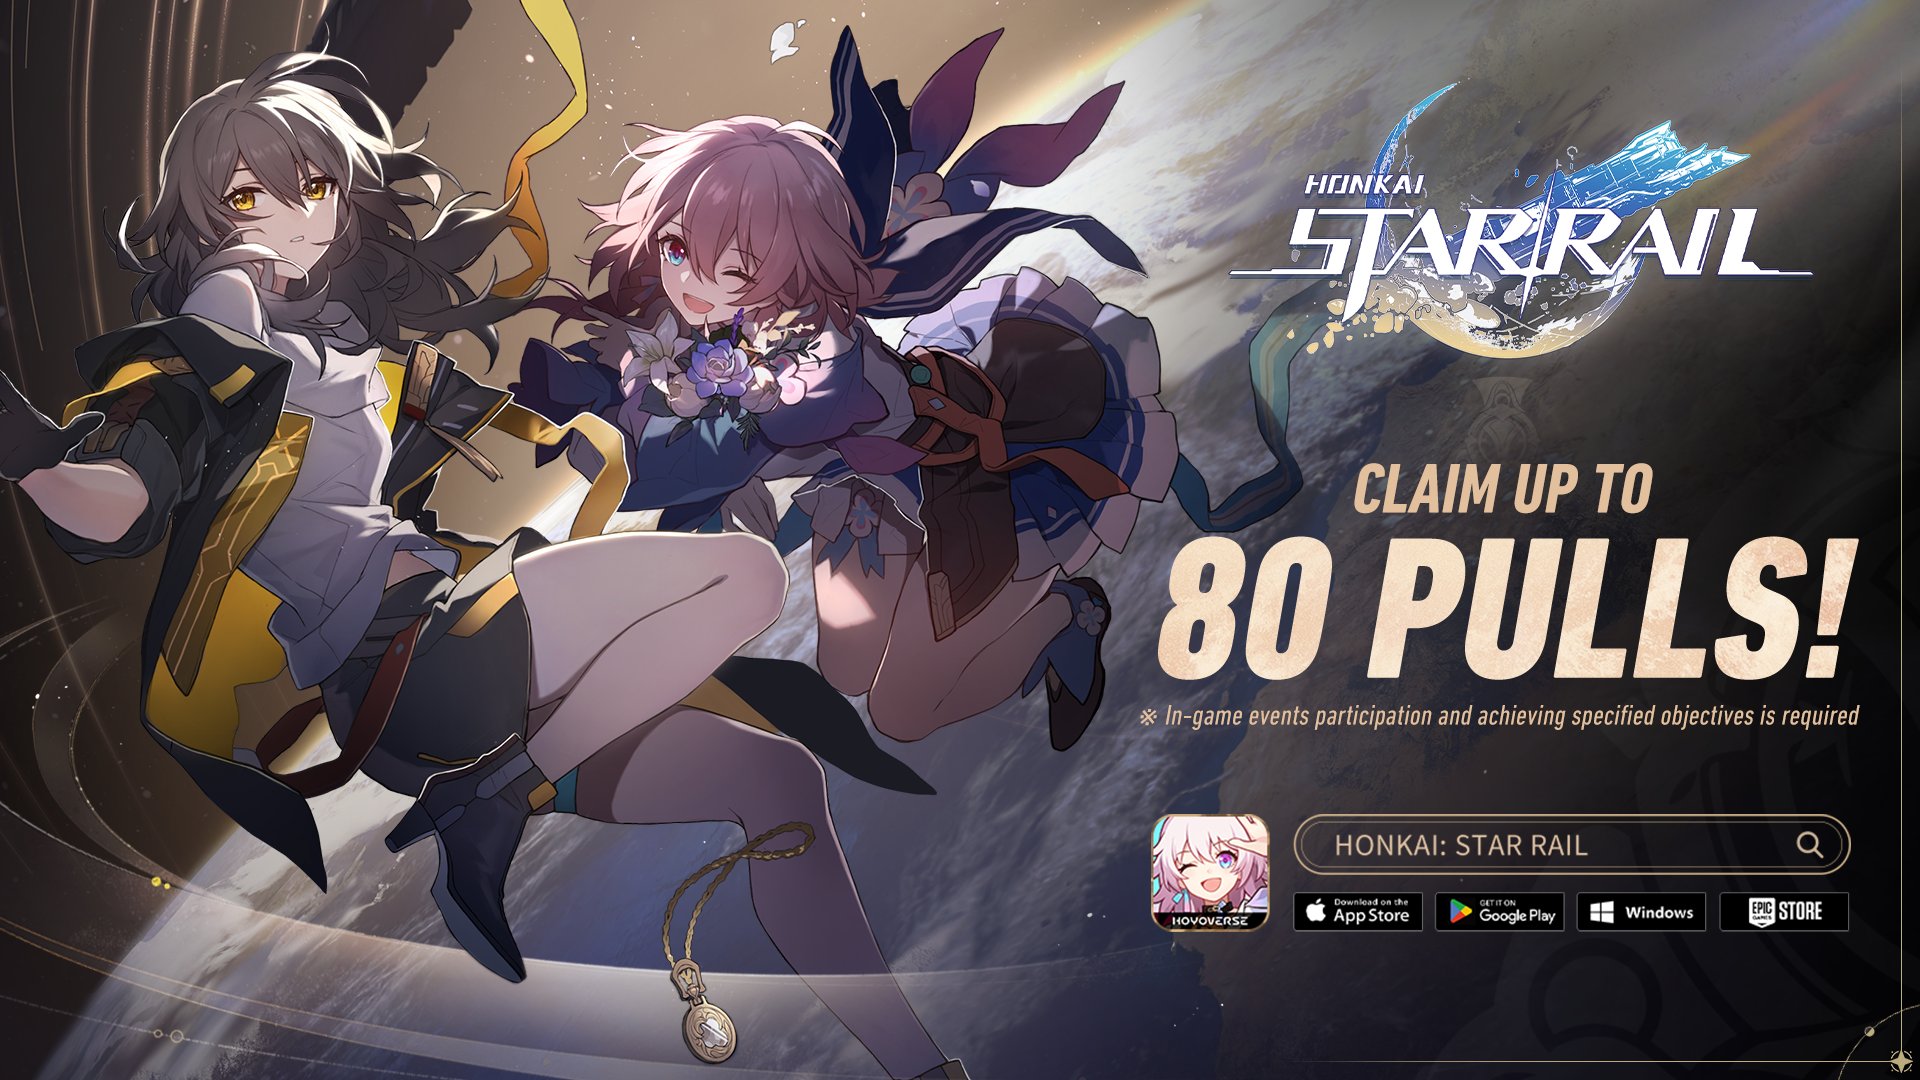 HONKAI
STAR RAIL
CLAIM UP TO
80 PULLS!
※ In-game events participation and achieving specified objectives is required
HONKAI: STAR RAIL
HOYOVERSE
Download on the
App Store
GET IT ON
Google Play
Windows
EPIC
GAMES
STORE